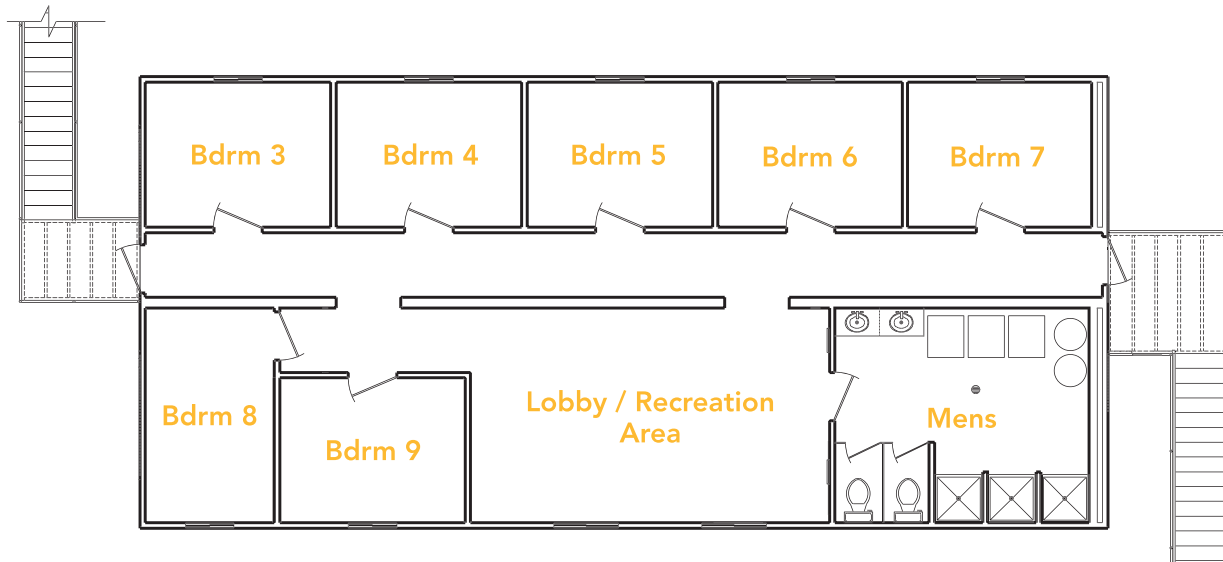 Bdrm 3
Bdrm 4
Bdrm 5
Bdrm 6
Bdrm 7
Bdrm 8
Bdrm 9
Lobby / Recreation
Area
Mens